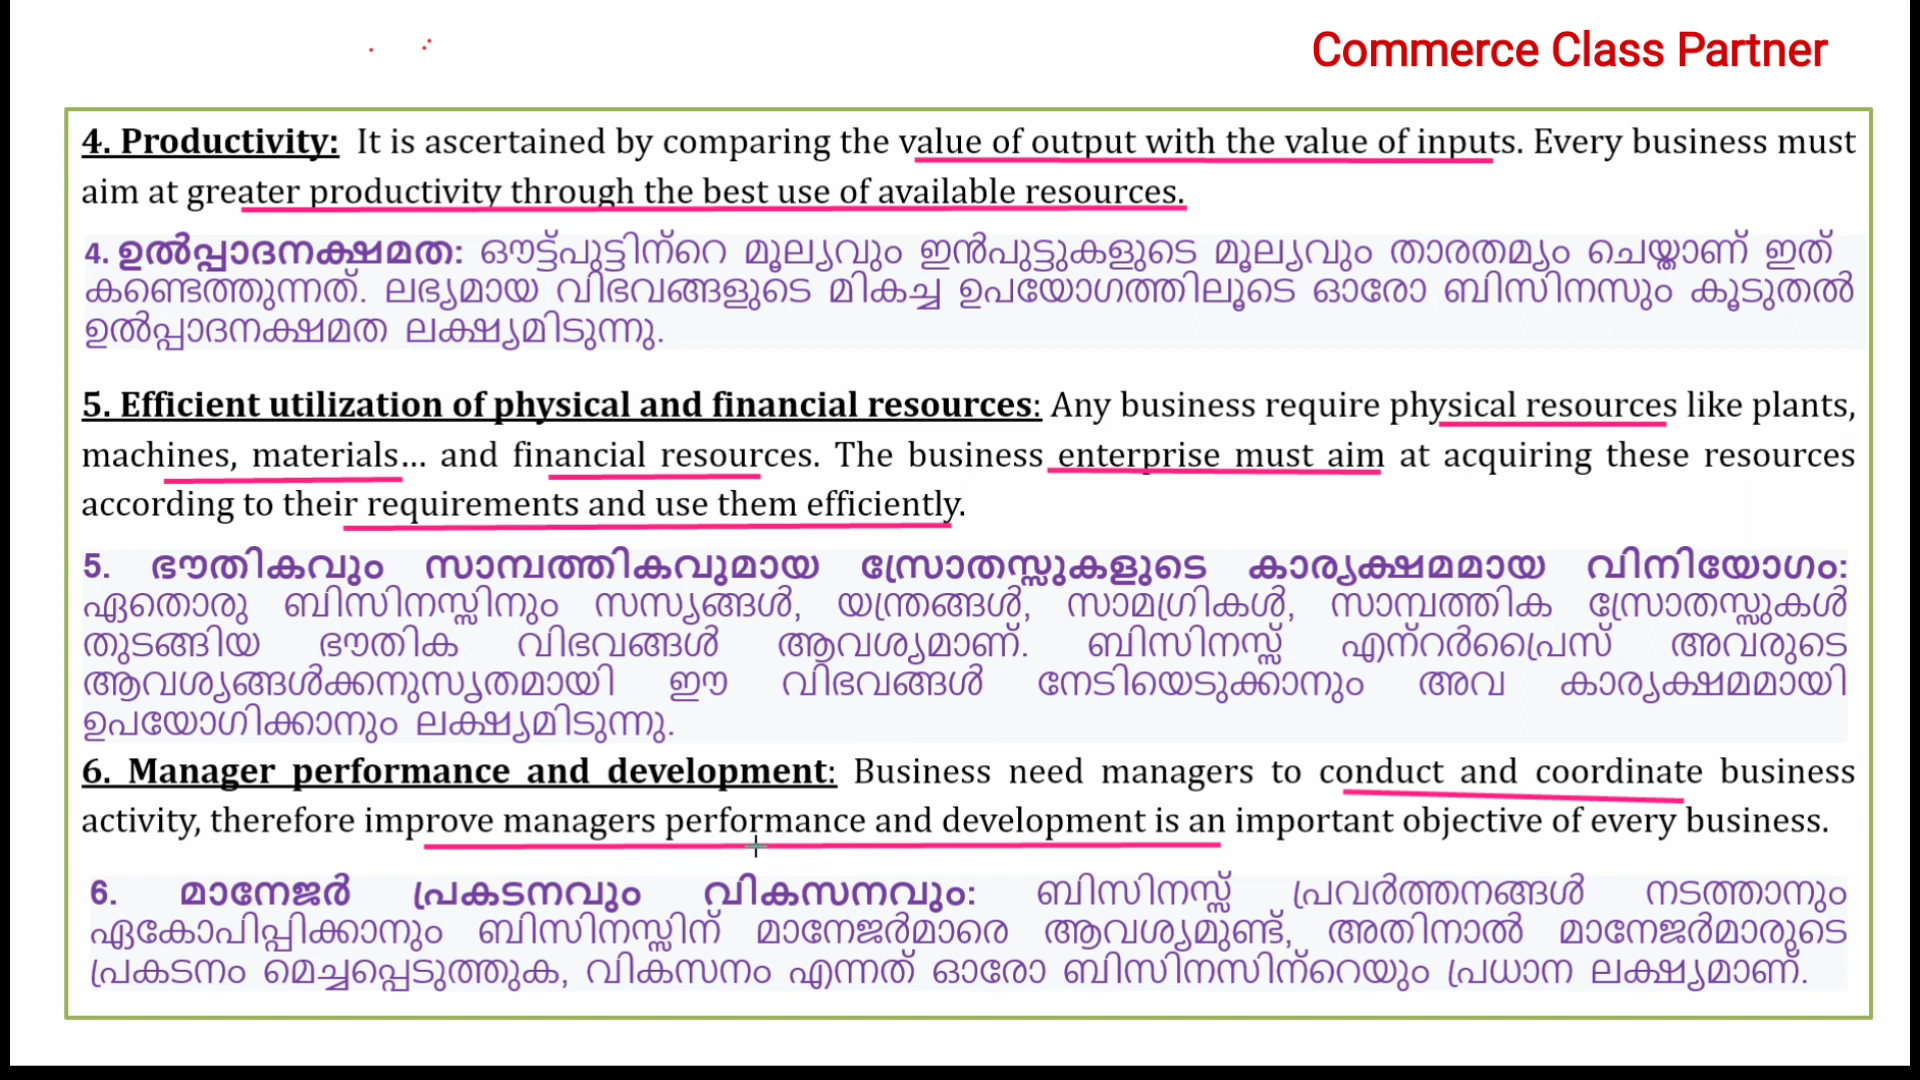 Commerce Class Partner
4. Productivity: It is ascertained by comparing the value of output with the value of inputs. Every business must
aim at greater productivity through the best use of available resources.
4. ഉൽപ്പാദനക്ഷമത: ഔട്ട്പുട്ടിന്റെ മൂല്യവും ഇൻപുട്ടുകളുടെ മൂല്യവും താരതമ്യം ചെയ്താണ് ഇത്
കണ്ടെത്തുന്നത്. ലഭ്യമായ വിഭവങ്ങളുടെ മികച്ച ഉപയോഗത്തിലൂടെ ഓരോ ബിസിനസും കൂടുതൽ
ഉൽപ്പാദനക്ഷമത ലക്ഷ്യമിടുന്നു.
5. Efficient utilization of physical and financial resources: Any business require physical resources like plants,
machines, materials... and financial resources. The business enterprise must aim at acquiring these resources
according to their requirements and use them efficiently.
5. ഭൗതികവും സാമ്പത്തികവുമായ സ്രോതസ്സുകളുടെ കാര്യക്ഷമമായ വിനിയോഗം:
ഏതൊരു ബിസിനസ്സിനും സസ്യങ്ങൾ, യന്ത്രങ്ങൾ, സാമഗ്രികൾ, സാമ്പത്തിക സ്രോതസ്സുകൾ
തുടങ്ങിയ ഭൗതിക വിഭവങ്ങൾ ആവശ്യമാണ്. ബിസിനസ്സ് എന്റർപ്രൈസ് അവരുടെ
ആവശ്യങ്ങൾക്കനുസൃതമായി ഈ വിഭവങ്ങൾ നേടിയെടുക്കാനും അവ കാര്യക്ഷമമായി
ഉപയോഗിക്കാനും ലക്ഷ്യമിടുന്നു.
6. Manager performance and development: Business need managers to conduct and coordinate business
activity, therefore improve managers performance and development is an important objective of every business.
6. മാനേജർ പ്രകടനവും വികസനവും: ബിസിനസ്സ് പ്രവർത്തനങ്ങൾ നടത്താനും
ഏകോപിപ്പിക്കാനും ബിസിനസ്സിന് മാനേജർമാരെ ആവശ്യമുണ്ട്, അതിനാൽ മാനേജർമാരുടെ
പ്രകടനം മെച്ചപ്പെടുത്തുക, വികസനം എന്നത് ഓരോ ബിസിനസിന്റെയും പ്രധാന ലക്ഷ്യമാണ്.